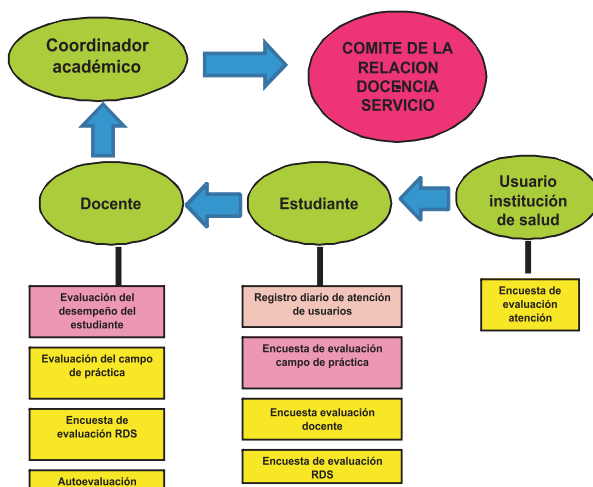 Coordinador
académico
COMITE DE LA
RELACION
DOCENCIA
SERVICIO
Docente
Estudiante
Usuario
institución
de salud
Evaluación del
desempeño del
estudiante
Evaluación del campo
de práctica
Encuesta de
evaluación RDS
Autoevaluación
Registro diario de atención
de usuarios
Encuesta de evaluación
campo de práctica
Encuesta evaluación
docente
Encuesta de evaluación
RDS
Encuesta de
evaluación
atención